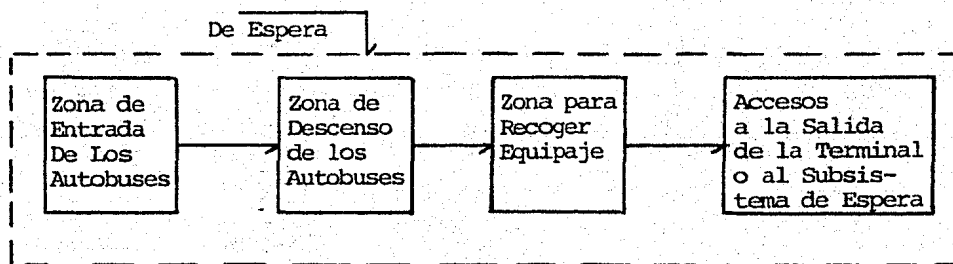 De Espera
Zona de
Entrada
De Los
Autobuses
Zona de
Descenso
de los
Autobuses
Zona para
Recoger
Equipaje
Accesos
a la Salida
de la Terminal
o al Subsis-
tema de Espera